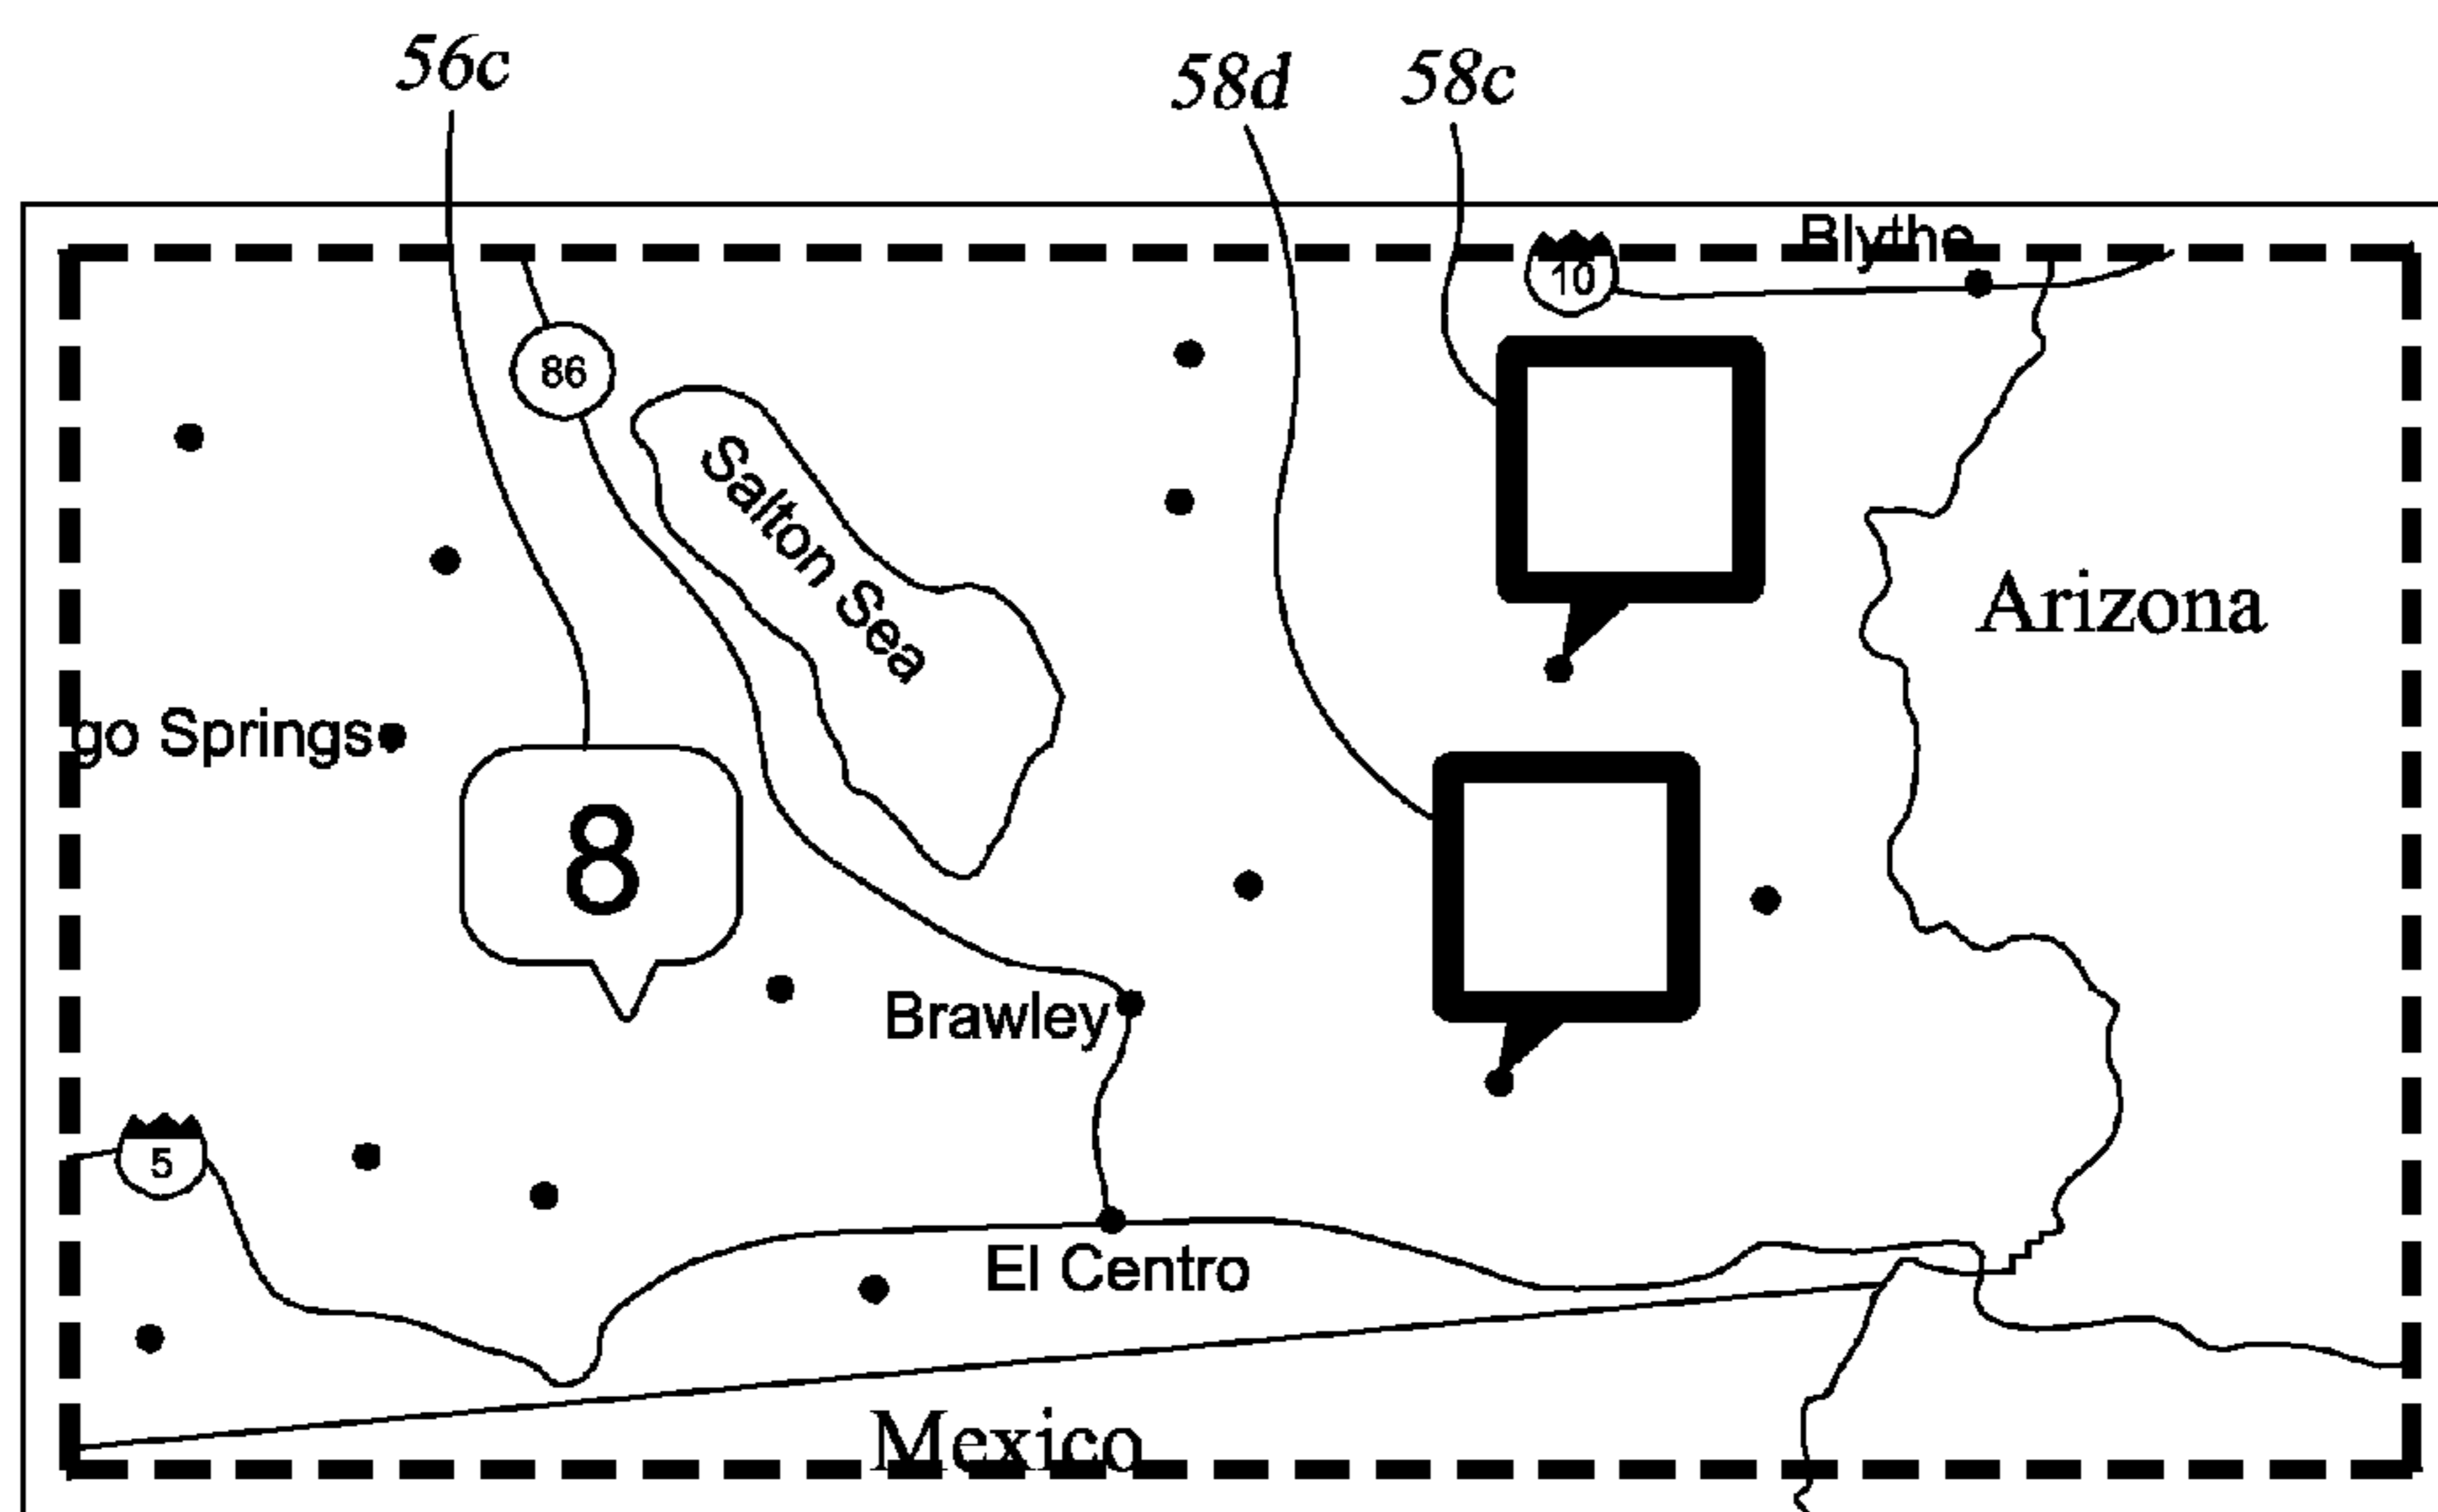 56c
58d
58c
Blythe
10
86
Salton Sea
Arizona
go Springs
8
Brawley
5
El Centro
Mexico